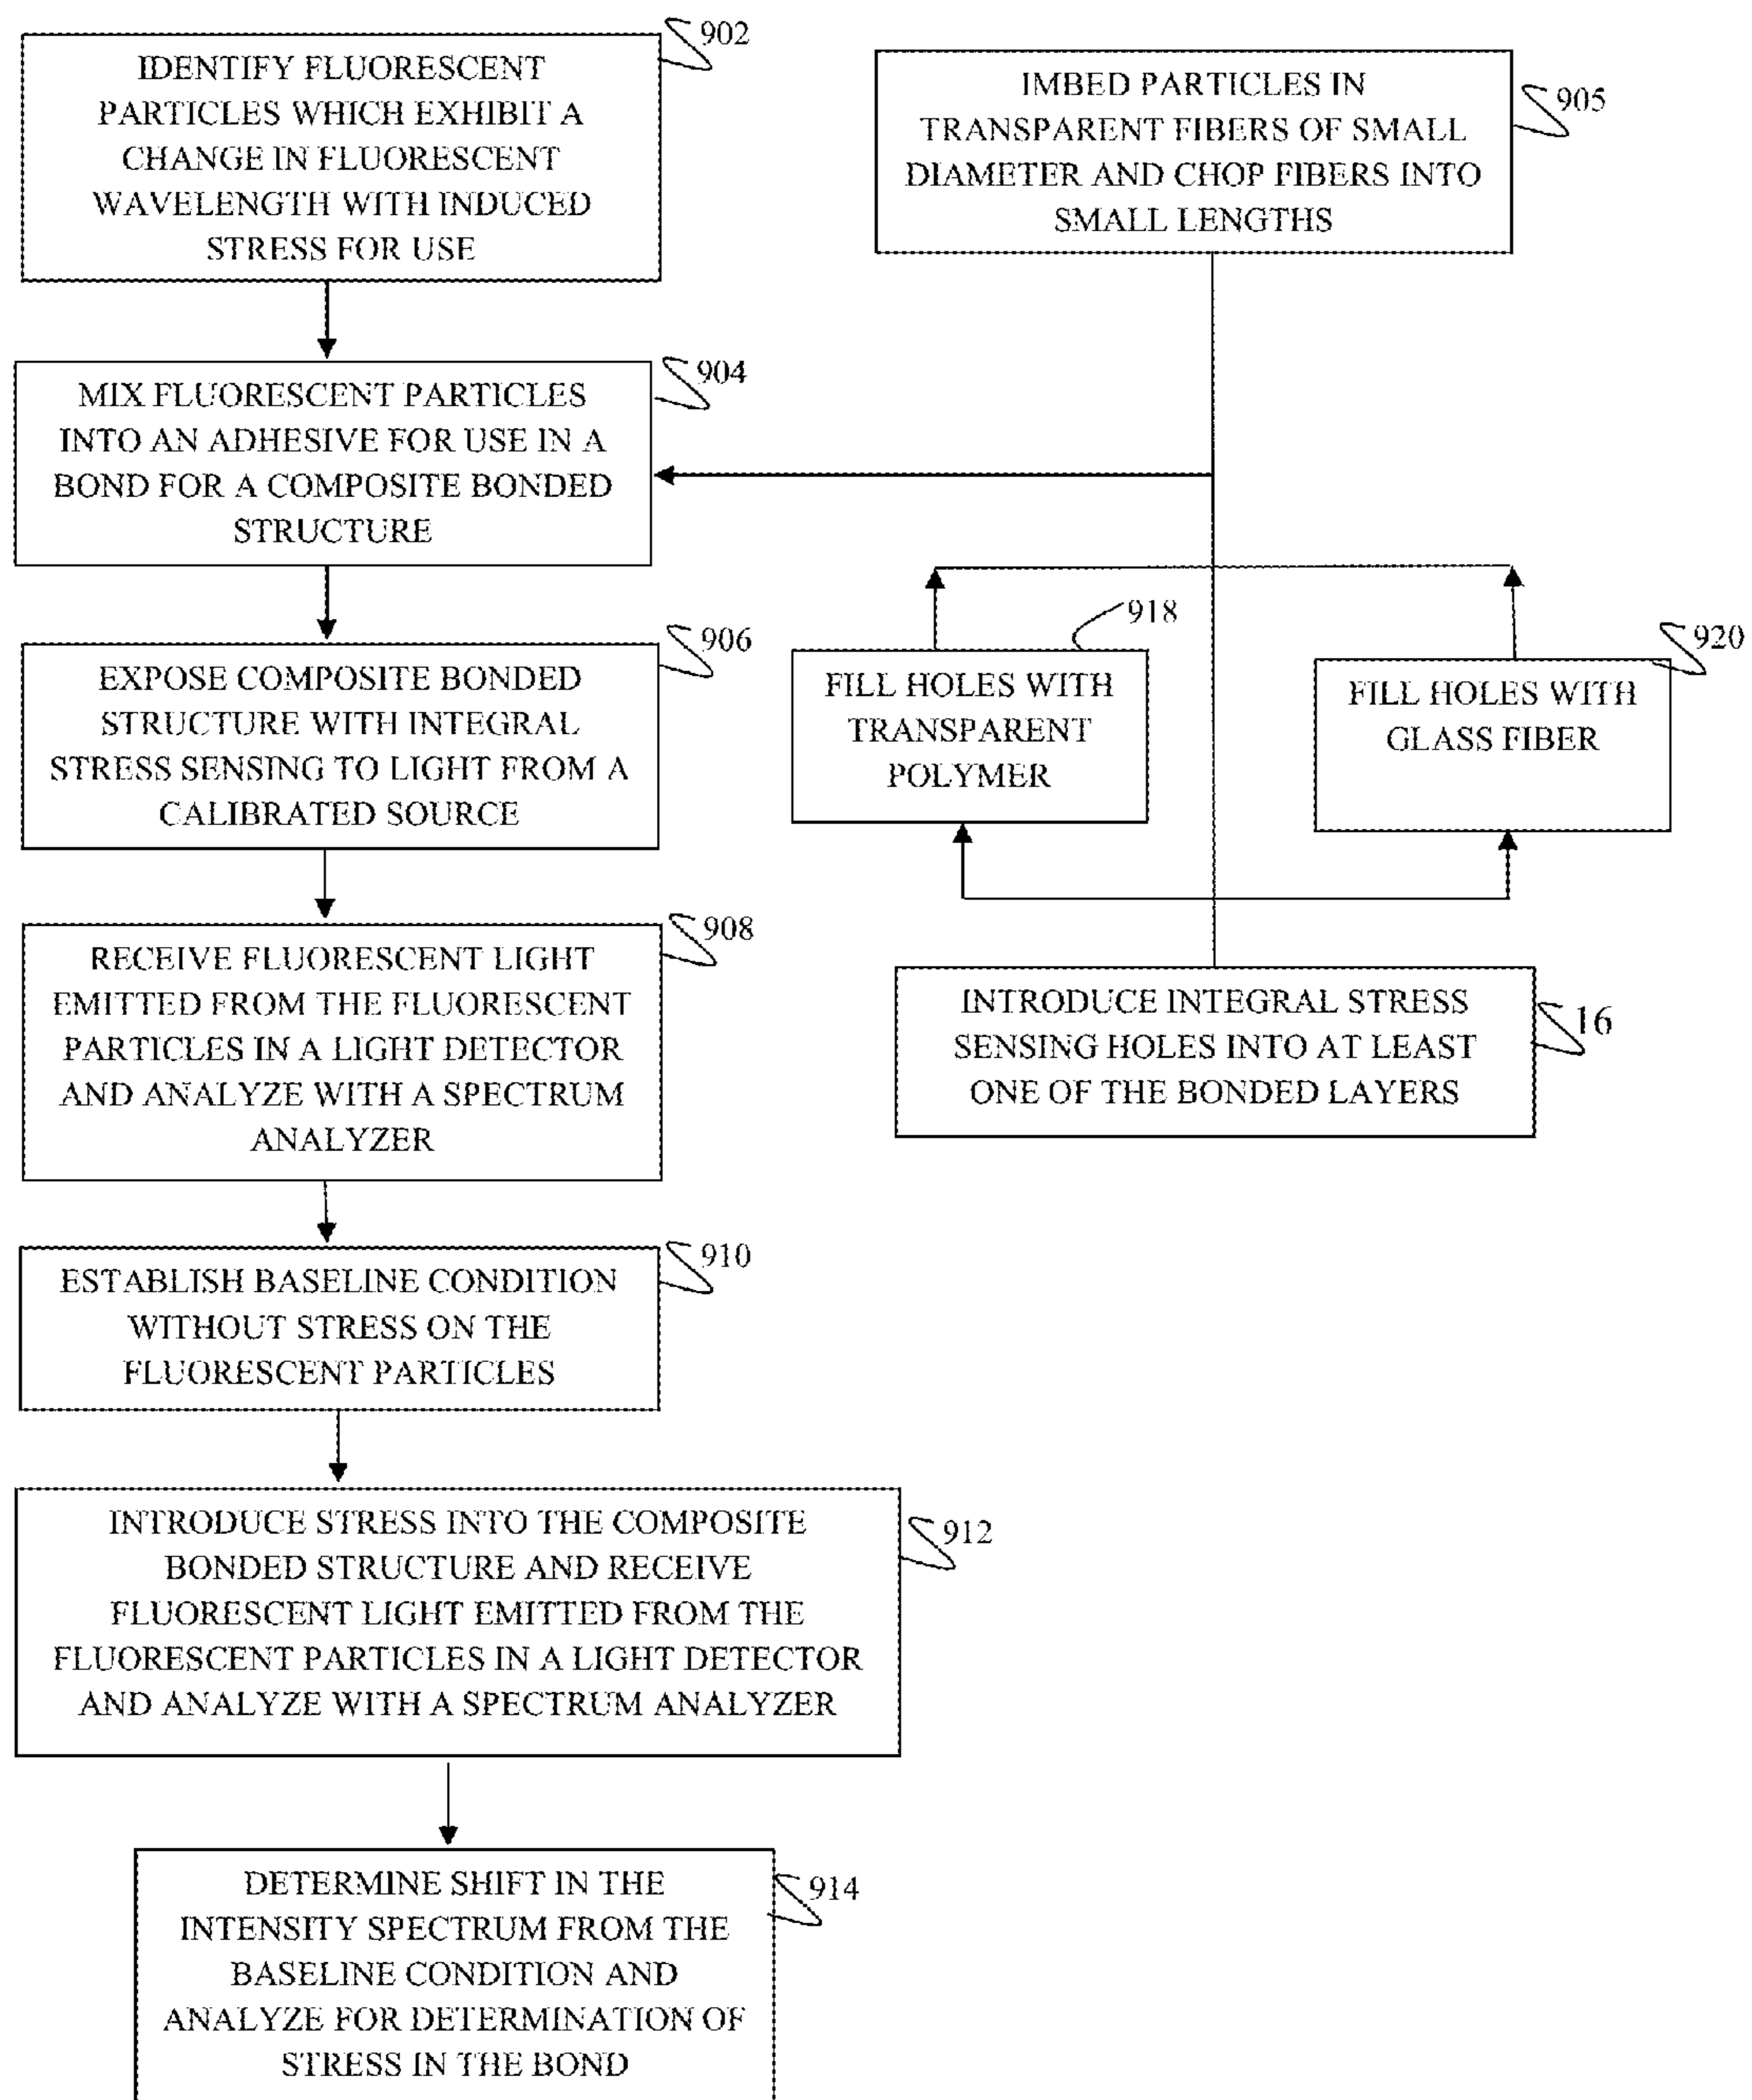 IDENTIFY FLUORESCENT
PARTICLES WHICH EXHIBIT A
CHANGE IN FLUORESCENT
WAVELENGTH WITH INDUCED
STRESS FOR USE
902
IMBED PARTICLES IN
TRANSPARENT FIBERS OF SMALL
DIAMETER AND CHOP FIBERS INTO
SMALL LENGTHS
905
MIX FLUORESCENT PARTICLES
INTO AN ADHESIVE FOR USE IN A
BOND FOR A COMPOSITE BONDED
STRUCTURE
904
EXPOSE COMPOSITE BONDED
STRUCTURE WITH INTEGRAL
STRESS SENSING TO LIGHT FROM A
CALIBRATED SOURCE
906
FILL HOLES WITH
TRANSPARENT
POLYMER
918
FILL HOLES WITH
GLASS FIBER
920
RECEIVE FLUORESCENT LIGHT
EMITTED FROM THE FLUORESCENT
PARTICLES IN A LIGHT DETECTOR
AND ANALYZE WITH A SPECTRUM
ANALYZER
908
INTRODUCE INTEGRAL STRESS
SENSING HOLES INTO AT LEAST
ONE OF THE BONDED LAYERS
16
ESTABLISH BASELINE CONDITION
WITHOUT STRESS ON THE
FLUORESCENT PARTICLES
910
INTRODUCE STRESS INTO THE COMPOSITE
BONDED STRUCTURE AND RECEIVE
FLUORESCENT LIGHT EMITTED FROM THE
FLUORESCENT PARTICLES IN A LIGHT DETECTOR
AND ANALYZE WITH A SPECTRUM ANALYZER
912
DETERMINE SHIFT IN THE
INTENSITY SPECTRUM FROM THE
BASELINE CONDITION AND
ANALYZE FOR DETERMINATION OF
STRESS IN THE BOND
914